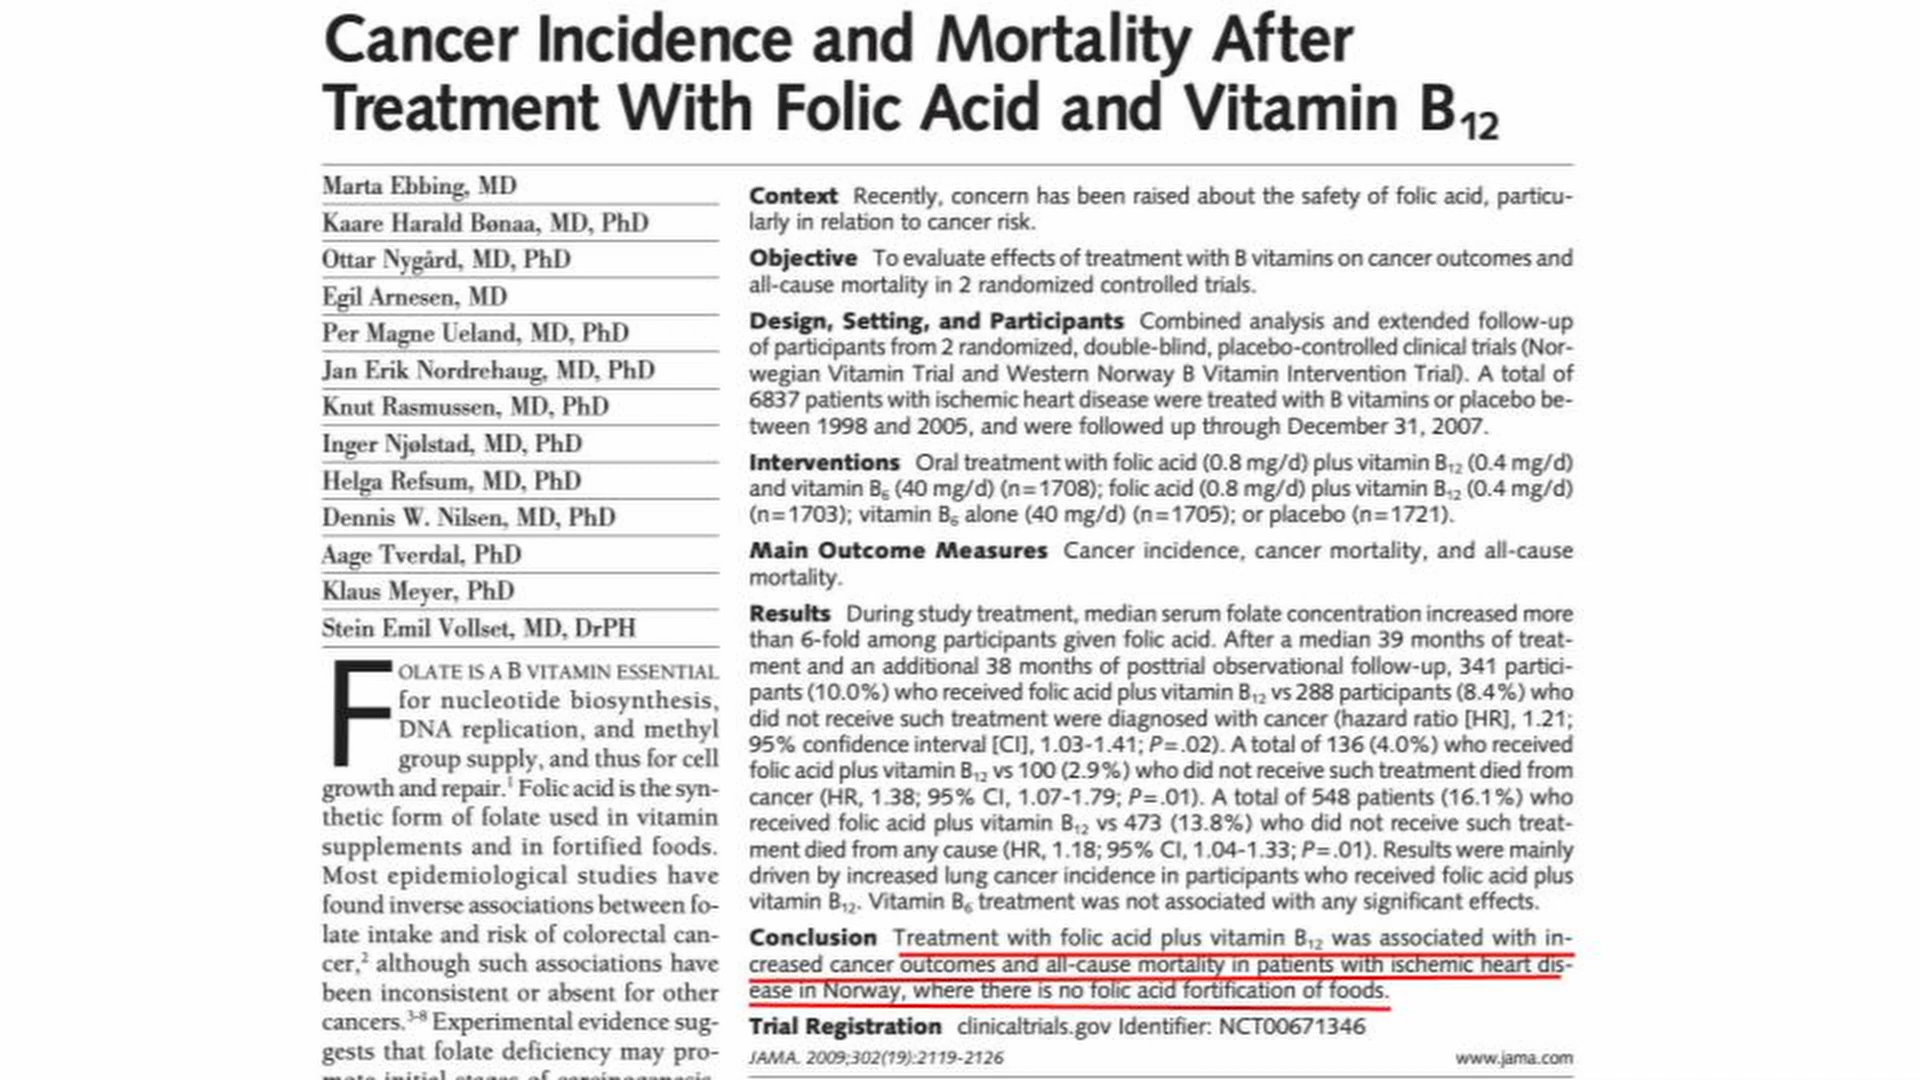 Cancer Incidence and Mortality After
Treatment With Folic Acid and Vitamin B12
Marta Ebbing, MD
Kaare Harald Bønaa, MD, PhD
Ottar Nygård, MD, PhD
Egil Arnesen, MD
Per Magne Ueland, MD, PhD
Jan Erik Nordrehaug, MD, PhD
Knut Rasmussen, MD, PhD
Inger Njølstad, MD, PhD
Helga Refsum, MD, PhD
Dennis W. Nilsen, MD, PhD
Aage Tverdal, PhD
Klaus Meyer, PhD
Stein Emil Vollset, MD, DrPH
FOLATE IS A B VITAMIN ESSENTIAL
for nucleotide biosynthesis,
DNA replication, and methyl
group supply, and thus for cell
growth and repair.1 Folic acid is the syn-
thetic form of folate used in vitamin
supplements and in fortified foods.
Most epidemiological studies have
found inverse associations between fo-
late intake and risk of colorectal can-
cer,2 although such associations have
been inconsistent or absent for other
cancers.3-8 Experimental evidence sug-
gests that folate deficiency may pro-
mote initial stages of carcinogenesis,
Context Recently, concern has been raised about the safety of folic acid, particu-
larly in relation to cancer risk.
Objective To evaluate effects of treatment with B vitamins on cancer outcomes and
all-cause mortality in 2 randomized controlled trials.
Design, Setting, and Participants Combined analysis and extended follow-up
of participants from 2 randomized, double-blind, placebo-controlled clinical trials (Nor-
wegian Vitamin Trial and Western Norway B Vitamin Intervention Trial). A total of
6837 patients with ischemic heart disease were treated with B vitamins or placebo be-
tween 1998 and 2005, and were followed up through December 31, 2007.
Interventions Oral treatment with folic acid (0.8 mg/d) plus vitamin B12 (0.4 mg/d)
and vitamin B6 (40 mg/d) (n=1708); folic acid (0.8 mg/d) plus vitamin B12 (0.4 mg/d)
(n=1703); vitamin B6 alone (40 mg/d) (n=1705); or placebo (n=1721).
Main Outcome Measures Cancer incidence, cancer mortality, and all-cause
mortality.
Results During study treatment, median serum folate concentration increased more
than 6-fold among participants given folic acid. After a median 39 months of treat-
ment and an additional 38 months of posttrial observational follow-up, 341 partici-
pants (10.0%) who received folic acid plus vitamin B12 vs 288 participants (8.4%) who
did not receive such treatment were diagnosed with cancer (hazard ratio [HR], 1.21;
95% confidence interval [CI], 1.03-1.41; P=.02). A total of 136 (4.0%) who received
folic acid plus vitamin B12 vs 100 (2.9%) who did not receive such treatment died from
cancer (HR, 1.38; 95% CI, 1.07-1.79; P=.01). A total of 548 patients (16.1%) who
received folic acid plus vitamin B12 vs 473 (13.8%) who did not receive such treat-
ment died from any cause (HR, 1.18; 95% CI, 1.04-1.33; P=.01). Results were mainly
driven by increased lung cancer incidence in participants who received folic acid plus
vitamin B12. Vitamin B6 treatment was not associated with any significant effects.
Conclusion Treatment with folic acid plus vitamin B12 was associated with in-
creased cancer outcomes and all-cause mortality in patients with ischemic heart dis-
ease in Norway, where there is no folic acid fortification of foods.
Trial Registration clinicaltrials.gov Identifier: NCT00671346
JAMA. 2009;302(19):2119-2126
www.jama.com